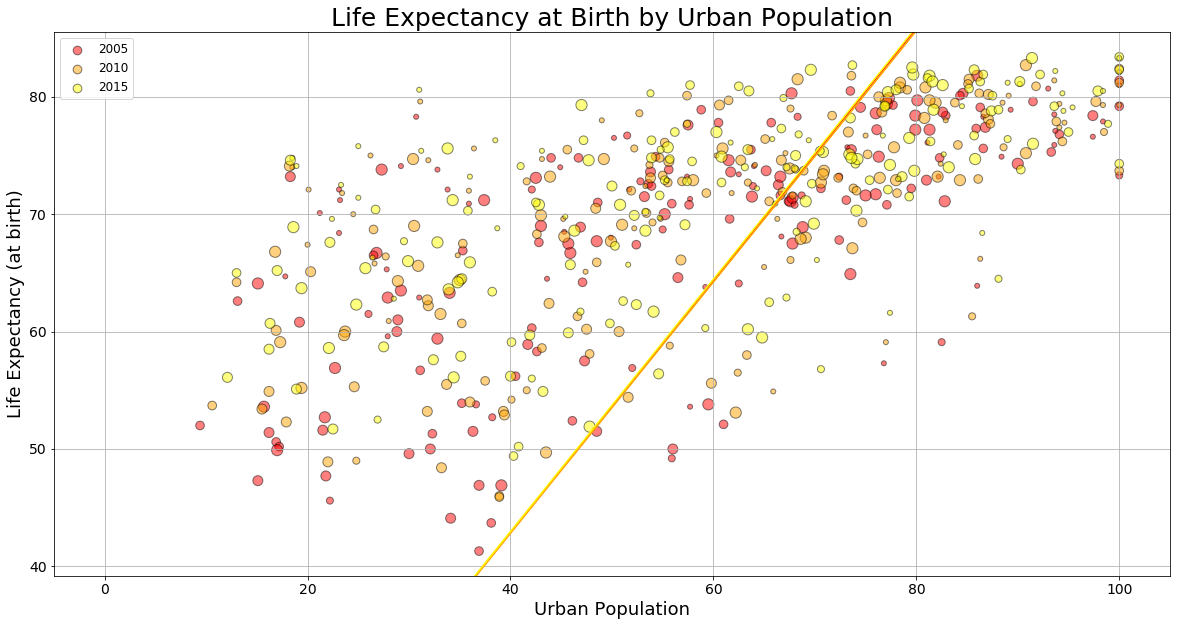 Life Expectancy at Birth by Urban Population
2005
2010
2015
80
70
60
50
40
Life Expectancy (at birth)
0 20 40 60 80 100
Urban Population